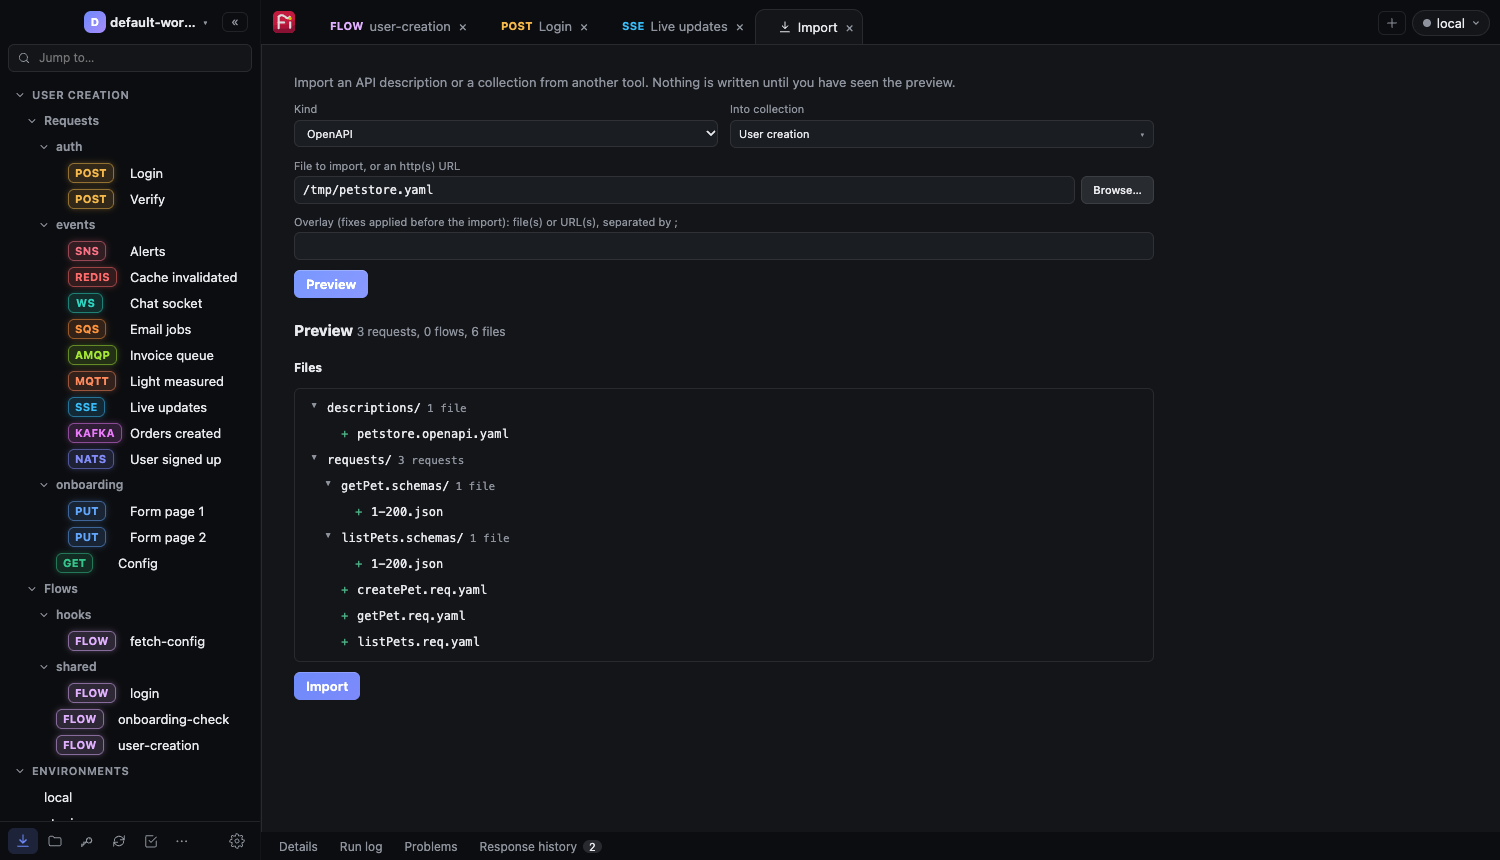 D default-wor...
«
Jump to...
USER CREATION
Requests
auth
POST Login
POST Verify
events
SNS Alerts
REDIS Cache invalidated
WS Chat socket
SQS Email jobs
AMQP Invoice queue
MQTT Light measured
SSE Live updates
KAFKA Orders created
NATS User signed up
onboarding
PUT Form page 1
PUT Form page 2
GET Config
Flows
hooks
FLOW fetch-config
shared
FLOW login
FLOW onboarding-check
FLOW user-creation
ENVIRONMENTS
local
Fi
FLOW user-creation ×
POST Login ×
SSE Live updates ×
Import ×
+
local
Import an API description or a collection from another tool. Nothing is written until you have seen the preview.
Kind
OpenAPI
Into collection
User creation
File to import, or an http(s) URL
/tmp/petstore.yaml
Browse...
Overlay (fixes applied before the import): file(s) or URL(s), separated by ;
Preview
Preview 3 requests, 0 flows, 6 files
Files
descriptions/ 1 file
+ petstore.openapi.yaml
requests/ 3 requests
getPet.schemas/ 1 file
+ 1-200.json
listPets.schemas/ 1 file
+ 1-200.json
+ createPet.req.yaml
+ getPet.req.yaml
+ listPets.req.yaml
Import
Details
Run log
Problems
Response history 2